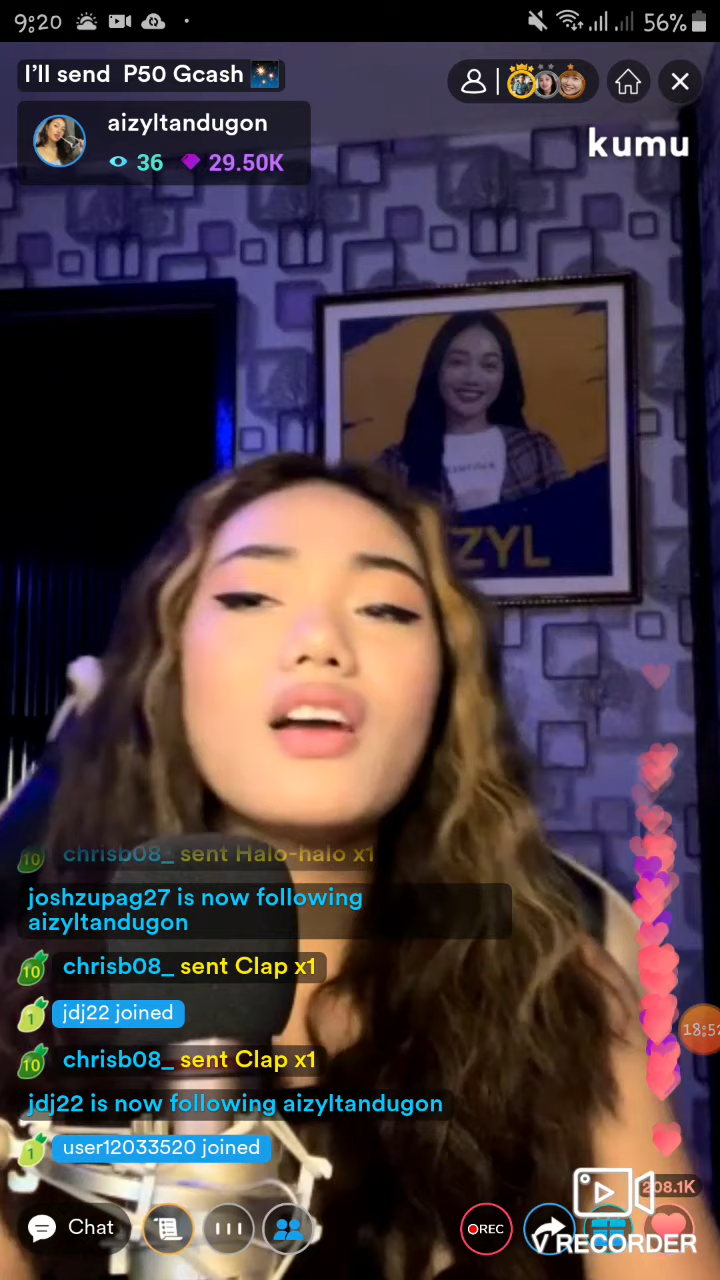 9:20
56%
I'll send P50 Gcash
aizyltandugon
36 29.50K
kumu
ZYL
10 chrisb08_ sent Halo-halo x1
joshzupag27 is now following
aizyltandugon
10 chrisb08_ sent Clap x1
1 jdj22 joined
10 chrisb08_ sent Clap x1
jdj22 is now following aizyltandugon
1 user12033520 joined
18:52
208.1K
Chat
REC
V RECORDER